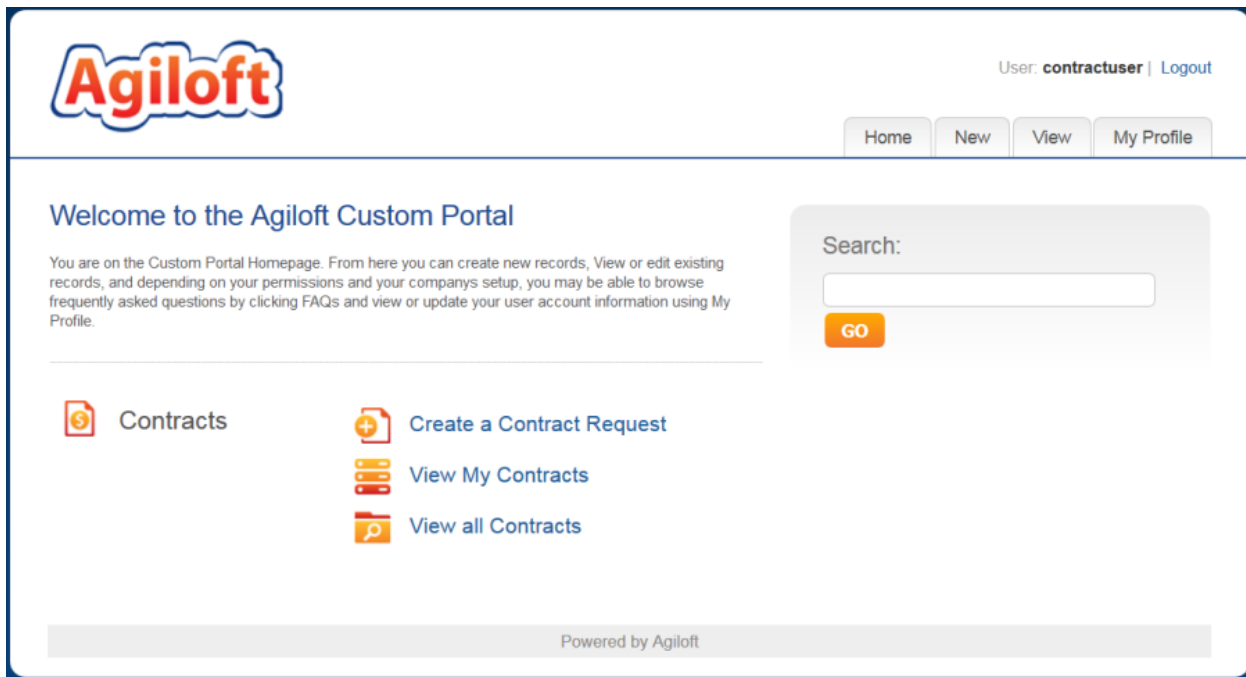 Agiloft
User: contractuser | Logout
Home New View My Profile
Welcome to the Agiloft Custom Portal
You are on the Custom Portal Homepage. From here you can create new records, View or edit existing
records, and depending on your permissions and your companys setup, you may be able to browse
frequently asked questions by clicking FAQs and view or update your user account information using My
Profile.
Search:
GO
Contracts
Create a Contract Request
View My Contracts
View all Contracts
Powered by Agiloft